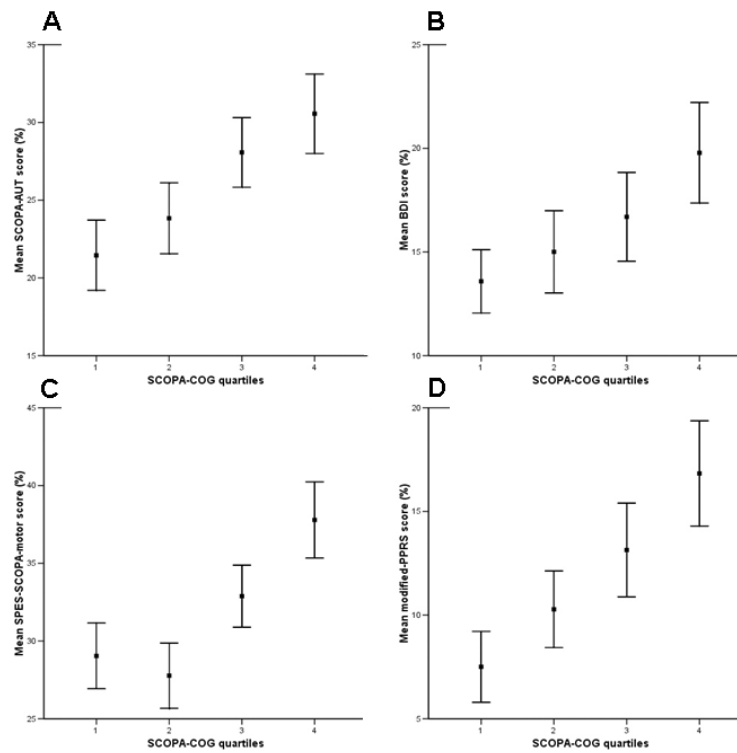 A
Mean SCOPA-AUT score (%)
35
30
25
20
15
1 2 3 4
SCOPA-COG quartiles
B
Mean BDI score (%)
25
20
15
10
1 2 3 4
SCOPA-COG quartiles
C
Mean SPES-SCOPA-motor score (%)
45
40
35
30
25
1 2 3 4
SCOPA-COG quartiles
D
Mean modified-PPRS score (%)
20
15
10
5
1 2 3 4
SCOPA-COG quartiles